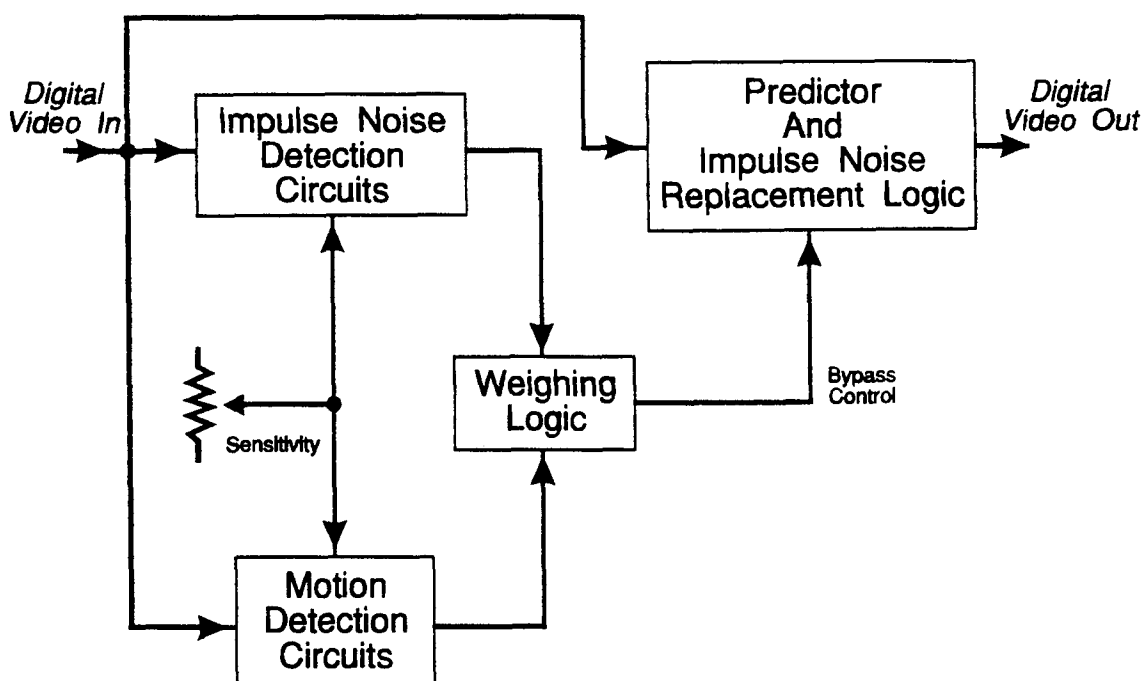 Digital
Video In
Impulse Noise
Detection
Circuits
Predictor
And
Impulse Noise
Replacement Logic
Digital
Video Out
Weighing
Logic
Bypass
Control
Sensitivity
Motion
Detection
Circuits